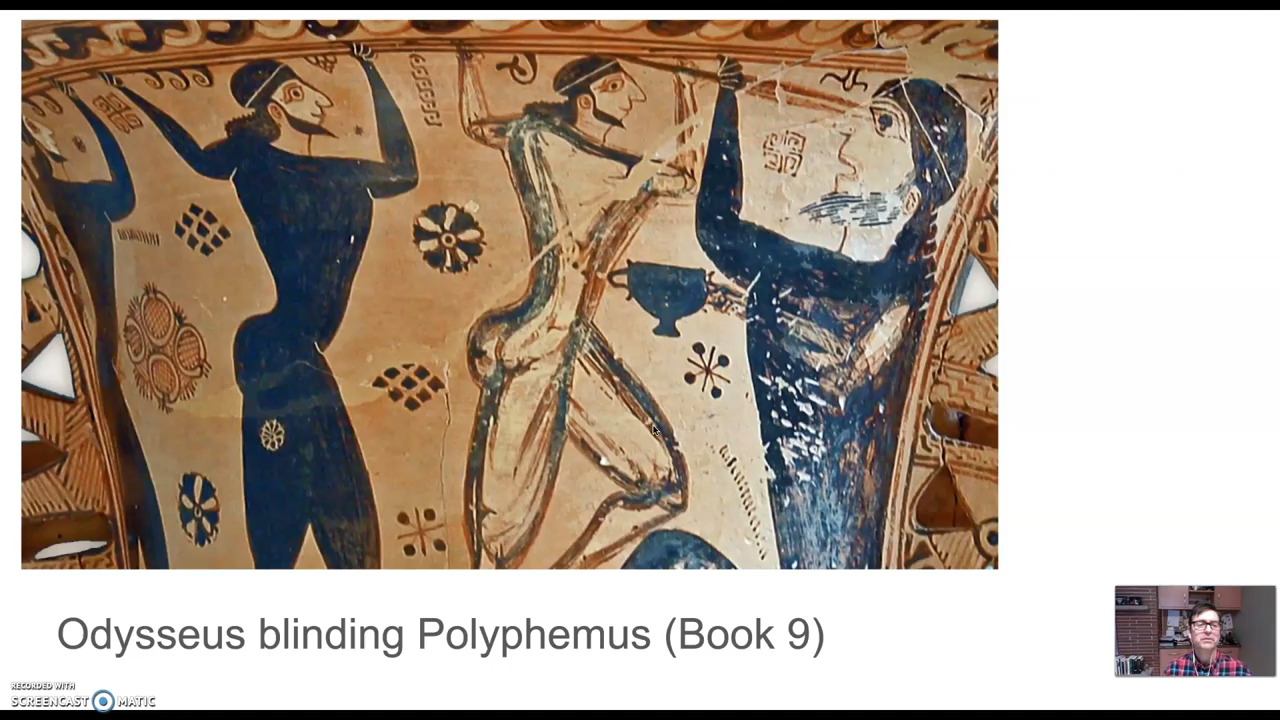 Odysseus blinding Polyphemus (Book 9)
RECORDED WITH
SCREENCAST MATIC